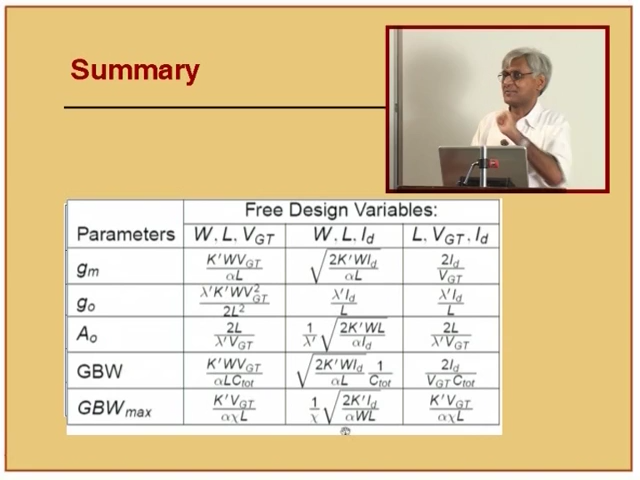 Summary
Free Design Variables:
Parameters W, L, V_GT W, L, I_d L, V_GT, I_d
g_m K'WV_GT/αL √(2K'WI_d/αL) 2I_d/V_GT
g_o λ'K'WV²_GT/2L² λ'I_d/L λ'I_d/L
A_o 2L/λ'V_GT 1/λ' √(2K'WL/αI_d) 2L/λ'V_GT
GBW K'WV_GT/αLC_tot √(2K'WI_d/αL) 1/C_tot 2I_d/V_GT C_tot
GBW_max K'V_GT/αχL 1/χ √(2K'I_d/αWL) K'V_GT/αχL